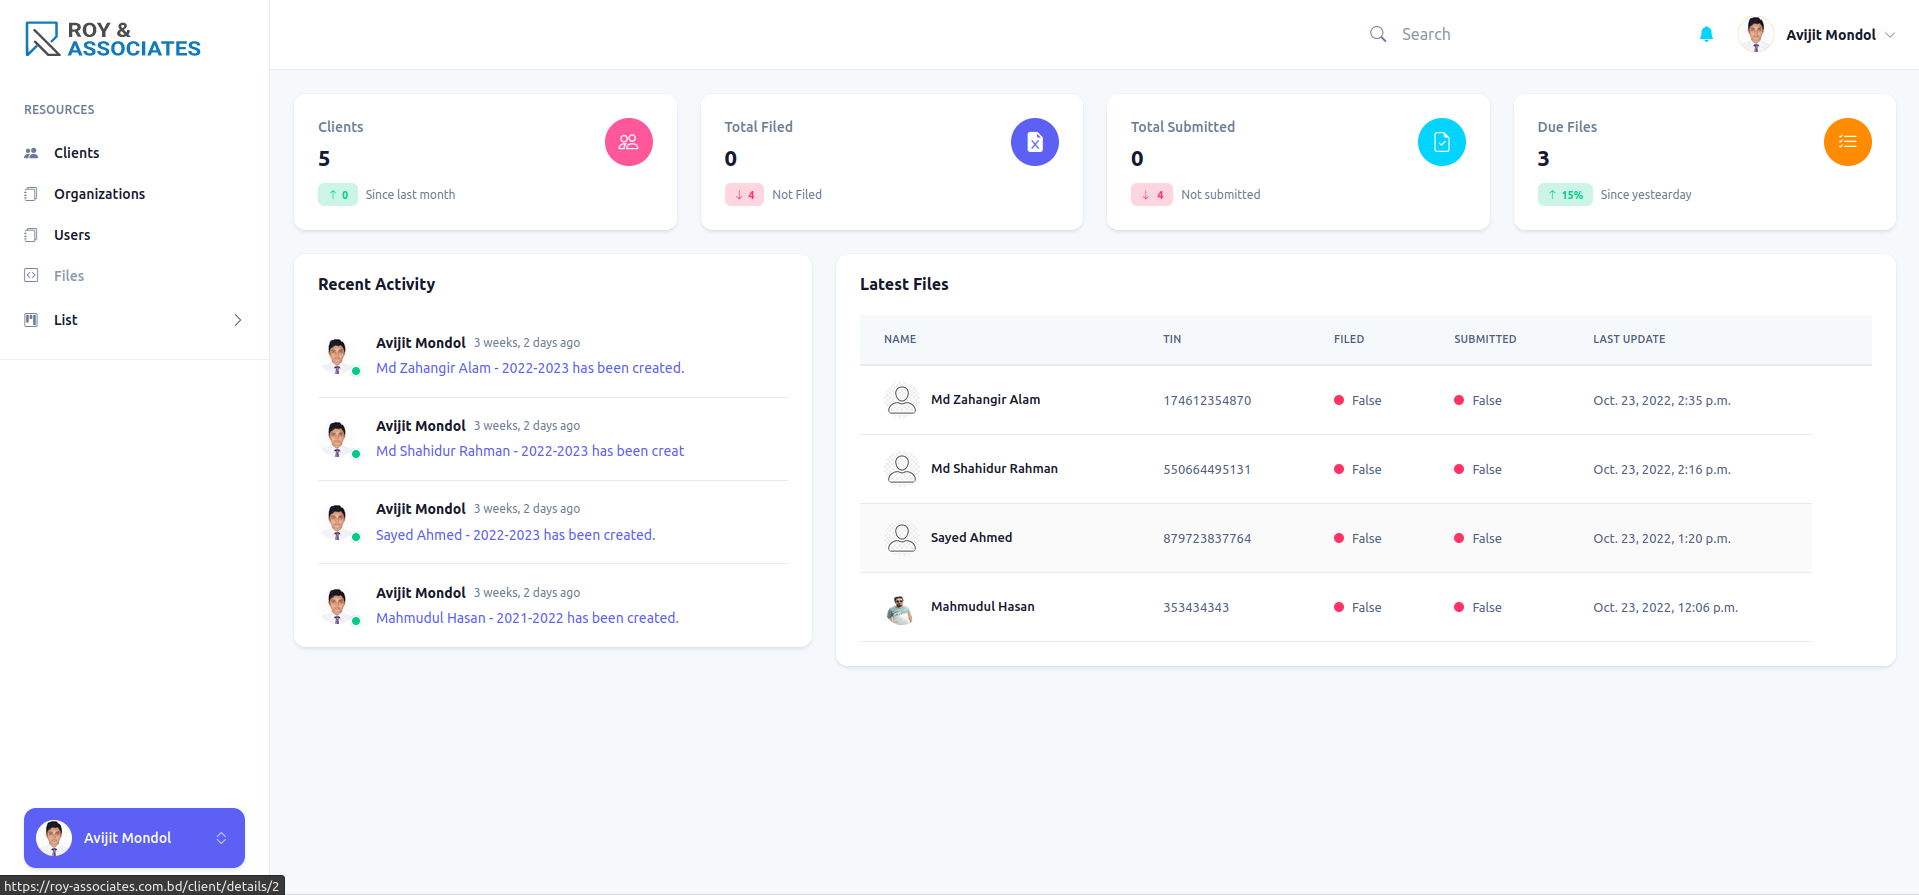 ROY &
ASSOCIATES
Search
Avijit Mondol
RESOURCES
Clients
Organizations
Users
Files
List
Clients
5
↑ 0 Since last month
Total Filed
0
↓ 4 Not Filed
Total Submitted
0
↓ 4 Not submitted
Due Files
3
↑ 15% Since yestearday
Recent Activity
Avijit Mondol 3 weeks, 2 days ago
Md Zahangir Alam - 2022-2023 has been created.
Avijit Mondol 3 weeks, 2 days ago
Md Shahidur Rahman - 2022-2023 has been creat
Avijit Mondol 3 weeks, 2 days ago
Sayed Ahmed - 2022-2023 has been created.
Avijit Mondol 3 weeks, 2 days ago
Mahmudul Hasan - 2021-2022 has been created.
Latest Files
NAME TIN FILED SUBMITTED LAST UPDATE
Md Zahangir Alam 174612354870 False False Oct. 23, 2022, 2:35 p.m.
Md Shahidur Rahman 550664495131 False False Oct. 23, 2022, 2:16 p.m.
Sayed Ahmed 879723837764 False False Oct. 23, 2022, 1:20 p.m.
Mahmudul Hasan 353434343 False False Oct. 23, 2022, 12:06 p.m.
Avijit Mondol
https://roy-associates.com.bd/client/details/2